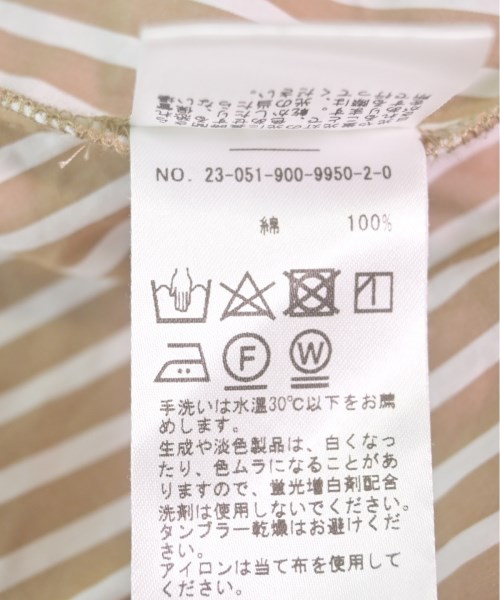 NO. 23-051-900-9950-2-0
綿 100%
F W
手洗いは水温30℃以下をお薦
めします。
生成や淡色製品は、白くなっ
たり、色ムラになることがあ
りますので、蛍光増白剤配合
洗剤は使用しないでください。
タンブラー乾燥はお避けくだ
さい。
アイロンは当て布を使用して
ください。